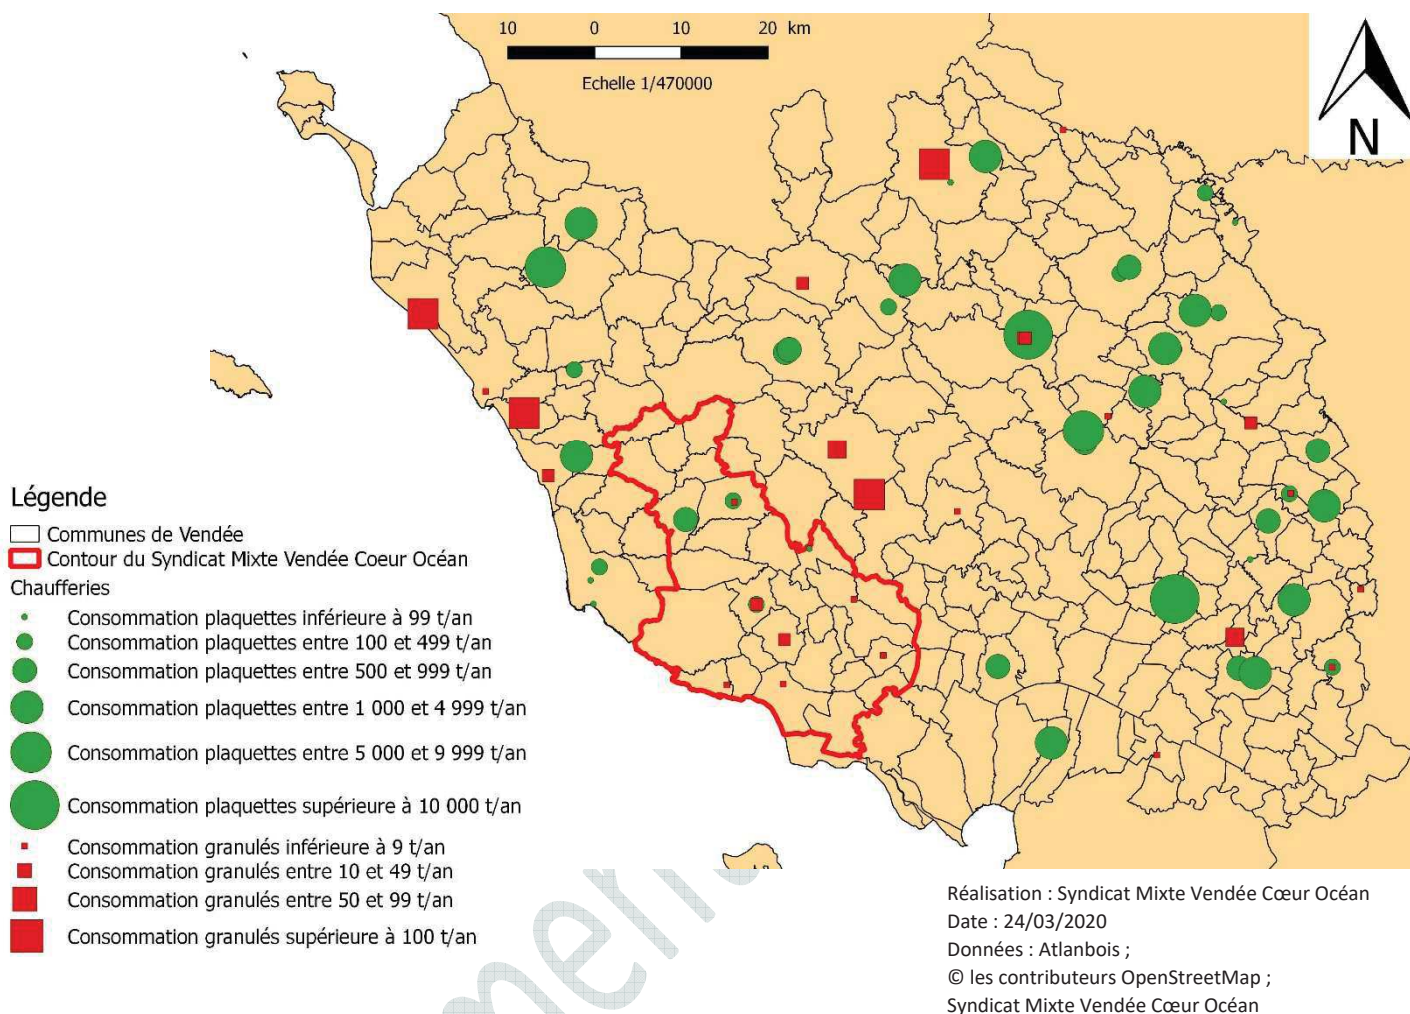 10 0 10 20 km
Echelle 1/470000
N
Légende
Communes de Vendée
Contour du Syndicat Mixte Vendée Coeur Océan
Chaufferies
Consommation plaquettes inférieure à 99 t/an
Consommation plaquettes entre 100 et 499 t/an
Consommation plaquettes entre 500 et 999 t/an
Consommation plaquettes entre 1 000 et 4 999 t/an
Consommation plaquettes entre 5 000 et 9 999 t/an
Consommation plaquettes supérieure à 10 000 t/an
Consommation granulés inférieure à 9 t/an
Consommation granulés entre 10 et 49 t/an
Consommation granulés entre 50 et 99 t/an
Consommation granulés supérieure à 100 t/an
Réalisation : Syndicat Mixte Vendée Cœur Océan
Date : 24/03/2020
Données : Atlanbois ;
© les contributeurs OpenStreetMap ;
Syndicat Mixte Vendée Cœur Océan